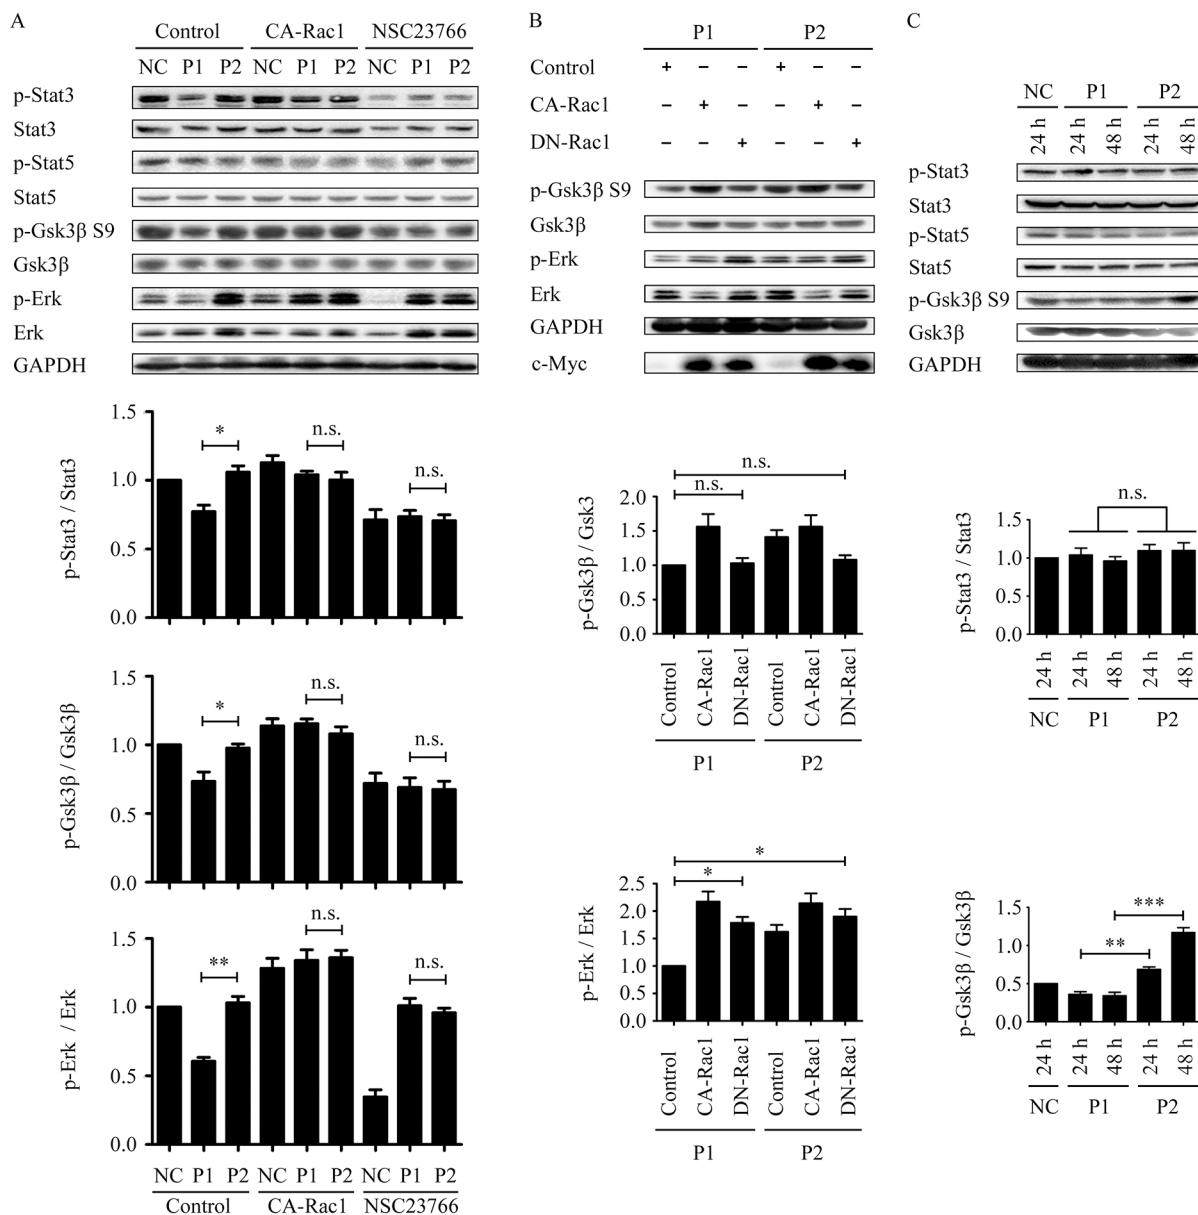 A
Control CA-Rac1 NSC23766
NC P1 P2 NC P1 P2 NC P1 P2
p-Stat3
Stat3
p-Stat5
Stat5
p-Gsk3β S9
Gsk3β
p-Erk
Erk
GAPDH
p-Stat3 / Stat3
1.5
1.0
0.5
0.0
*
n.s.
n.s.
p-Gsk3β / Gsk3β
1.5
1.0
0.5
0.0
*
n.s.
n.s.
p-Erk / Erk
1.5
1.0
0.5
0.0
**
n.s.
n.s.
NC P1 P2 NC P1 P2 NC P1 P2
Control CA-Rac1 NSC23766
B
P1 P2
Control + – – + – –
CA-Rac1 – + – – + –
DN-Rac1 – – + – – +
p-Gsk3β S9
Gsk3β
p-Erk
Erk
GAPDH
c-Myc
p-Gsk3β / Gsk3
2.0
1.5
1.0
0.5
0.0
n.s.
n.s.
Control CA-Rac1 DN-Rac1 Control CA-Rac1 DN-Rac1
P1 P2
p-Erk / Erk
2.5
2.0
1.5
1.0
0.5
0.0
*
*
Control CA-Rac1 DN-Rac1 Control CA-Rac1 DN-Rac1
P1 P2
C
NC P1 P2
24 h 24 h 48 h 24 h 48 h
p-Stat3
Stat3
p-Stat5
Stat5
p-Gsk3β S9
Gsk3β
GAPDH
p-Stat3 / Stat3
1.5
1.0
0.5
0.0
n.s.
24 h 24 h 48 h 24 h 48 h
NC P1 P2
p-Gsk3β / Gsk3β
1.5
1.0
0.5
0.0
***
**
24 h 24 h 48 h 24 h 48 h
NC P1 P2